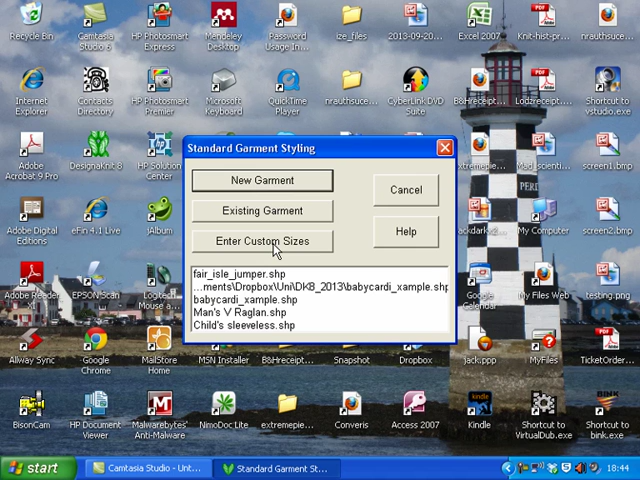 Recycle Bin
Camtasia Studio 6
HP Photosmart Express
Mendeley Desktop
Password Usage In...
ize_files
2013-09-20...
Excel 2007
Knit-hist-pr...
nrauthsuce...
Internet Explorer
Contacts Directory
HP Photosmart Premier
Microsoft Keyboard
QuickTime Player
nrauthsuce...
CyberLink DVD Suite
B&Hreceipt...
Lodzreceipt...
Shortcut to vstudio.exe
Adobe Acrobat 9 Pro
DesignaKnit 8
HP Solution Center
Mad_scienti...
screen1.bmp
Adobe Digital Editions
eFin 4.1 Live
jAlbum
My Computer
screen2.bmp
Adobe Reader XI
EPSON Scan
Logitech Mouse a...
Google Calendar
My Files Web
testing.png
Allway Sync
Google Chrome
MailStore Home
MSN Installer
B&Hreceipt...
Snapshot
Dropbox
jack.ppp
MyFiles
TicketOrder...
BisonCam
HP Document Viewer
Malwarebytes' Anti-Malware
NimoDoc Lite
extremepie...
Converis
Access 2007
Kindle
Shortcut to VirtualDub.exe
Shortcut to bink.exe
Standard Garment Styling
New Garment
Existing Garment
Enter Custom Sizes
Cancel
Help
fair_isle_jumper.shp
...ments\Dropbox\Uni\DK8_2013\babycardi_xample.shp
babycardi_xample.shp
Man's V Raglan.shp
Child's sleeveless.shp
start
Camtasia Studio - Unt...
Standard Garment St...
18:44